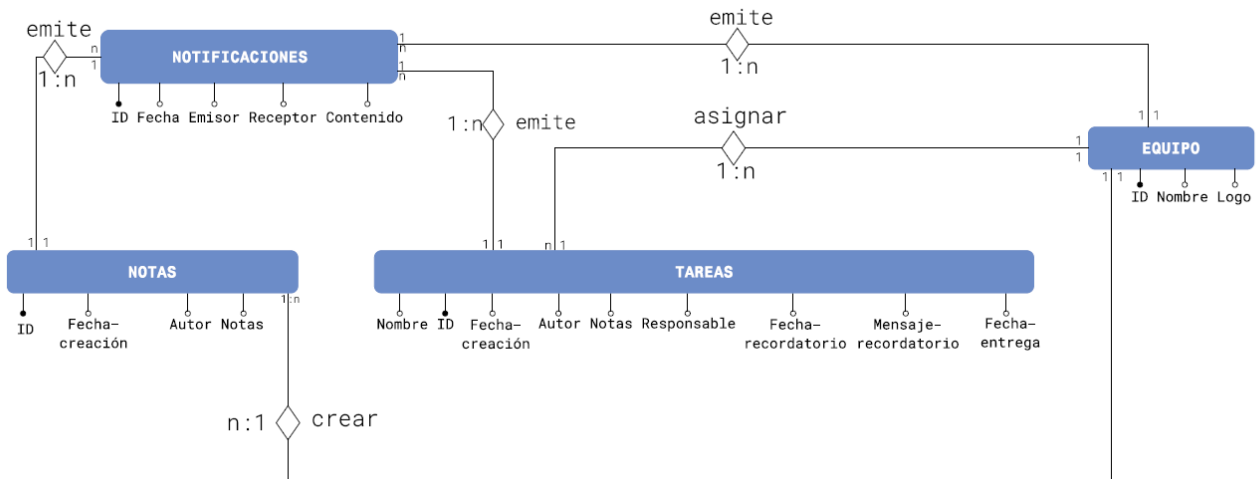 emite
emite
n
1
NOTIFICACIONES
1
n
1:n
1:n
1
n
ID Fecha Emisor Receptor Contenido
1:n
emite
asignar
1:n
1 1
1
1
EQUIPO
1 1
ID Nombre Logo
1 1
1 1
n 1
NOTAS
TAREAS
1:n
ID
Fecha-
creación
Autor Notas
Nombre ID
Fecha-
creación
Autor Notas Responsable
Fecha-
recordatorio
Mensaje-
recordatorio
Fecha-
entrega
n:1
crear